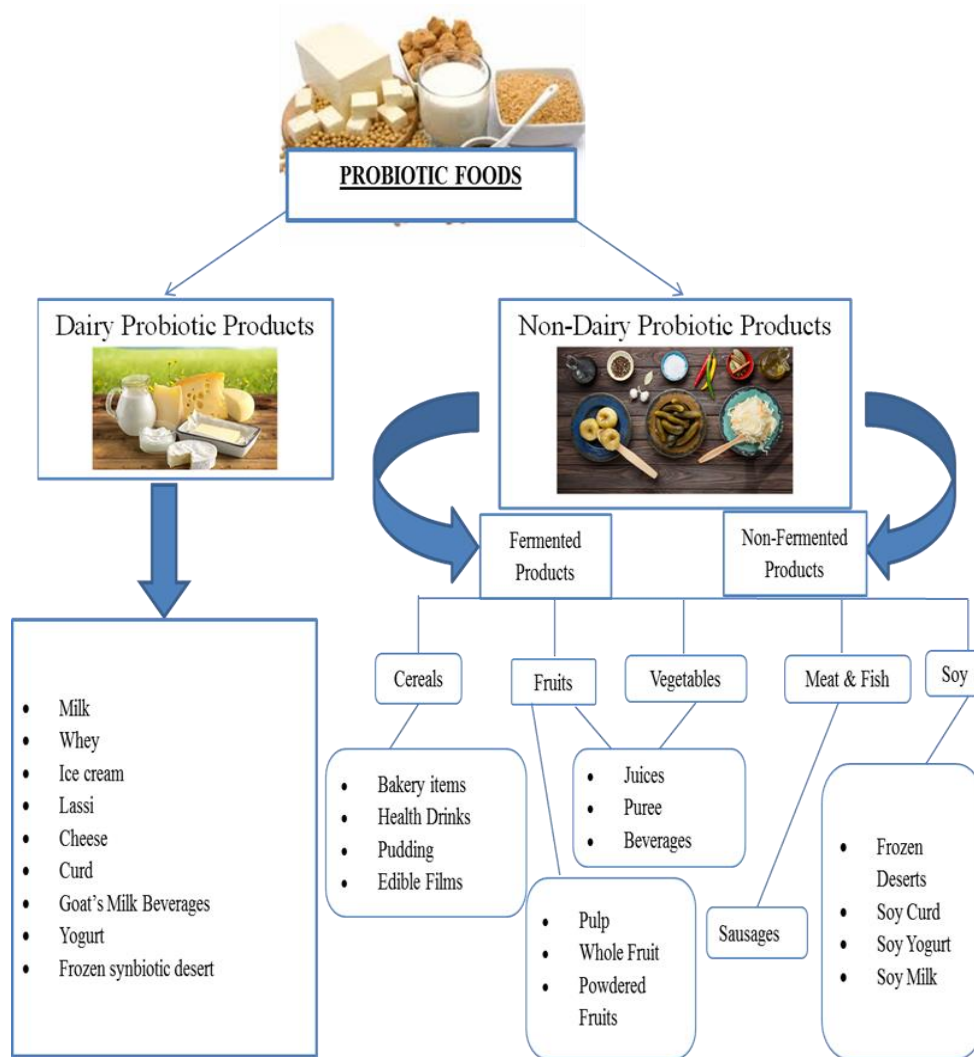 PROBIOTIC FOODS
Dairy Probiotic Products
Non-Dairy Probiotic Products
Fermented
Products
Non-Fermented
Products
Cereals
Fruits
Vegetables
Meat & Fish
Soy
• Milk
• Whey
• Ice cream
• Lassi
• Cheese
• Curd
• Goat's Milk Beverages
• Yogurt
• Frozen synbiotic desert
• Bakery items
• Health Drinks
• Pudding
• Edible Films
• Juices
• Puree
• Beverages
• Pulp
• Whole Fruit
• Powdered
Fruits
Sausages
• Frozen
Deserts
• Soy Curd
• Soy Yogurt
• Soy Milk